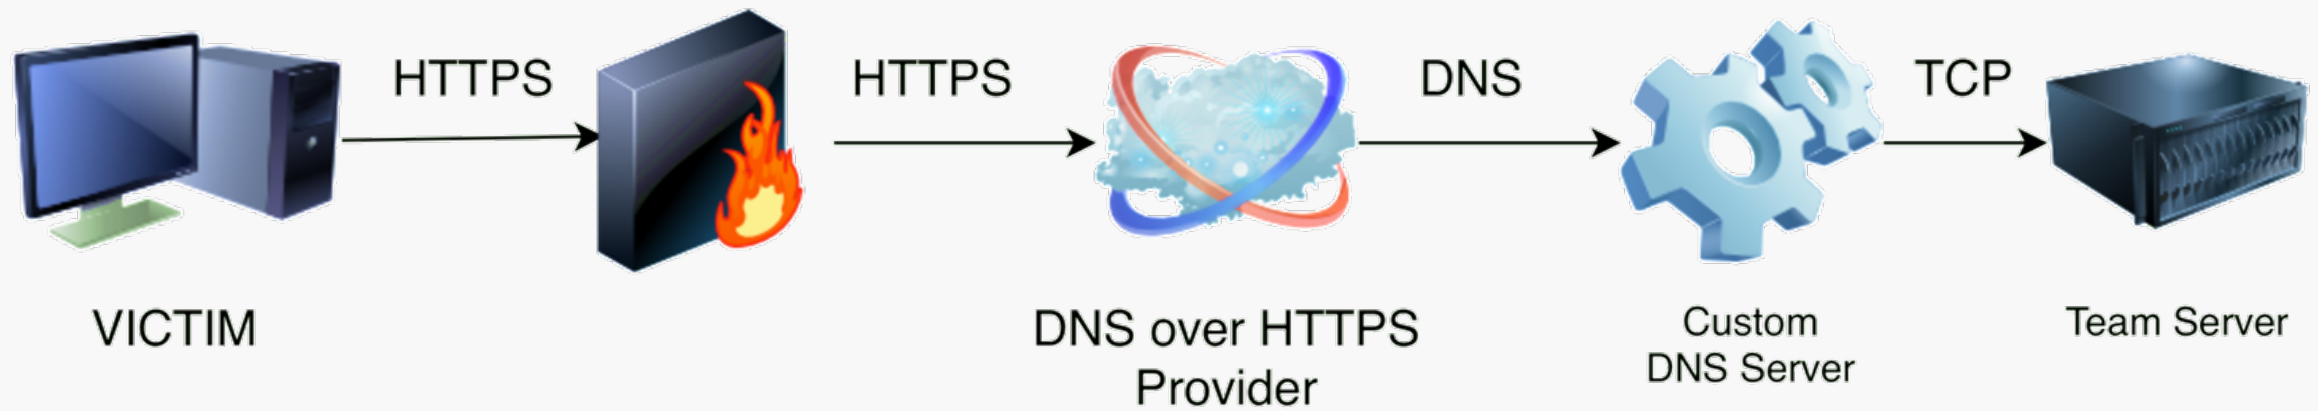 HTTPS
HTTPS
DNS
TCP
VICTIM
DNS over HTTPS
Provider
Custom
DNS Server
Team Server